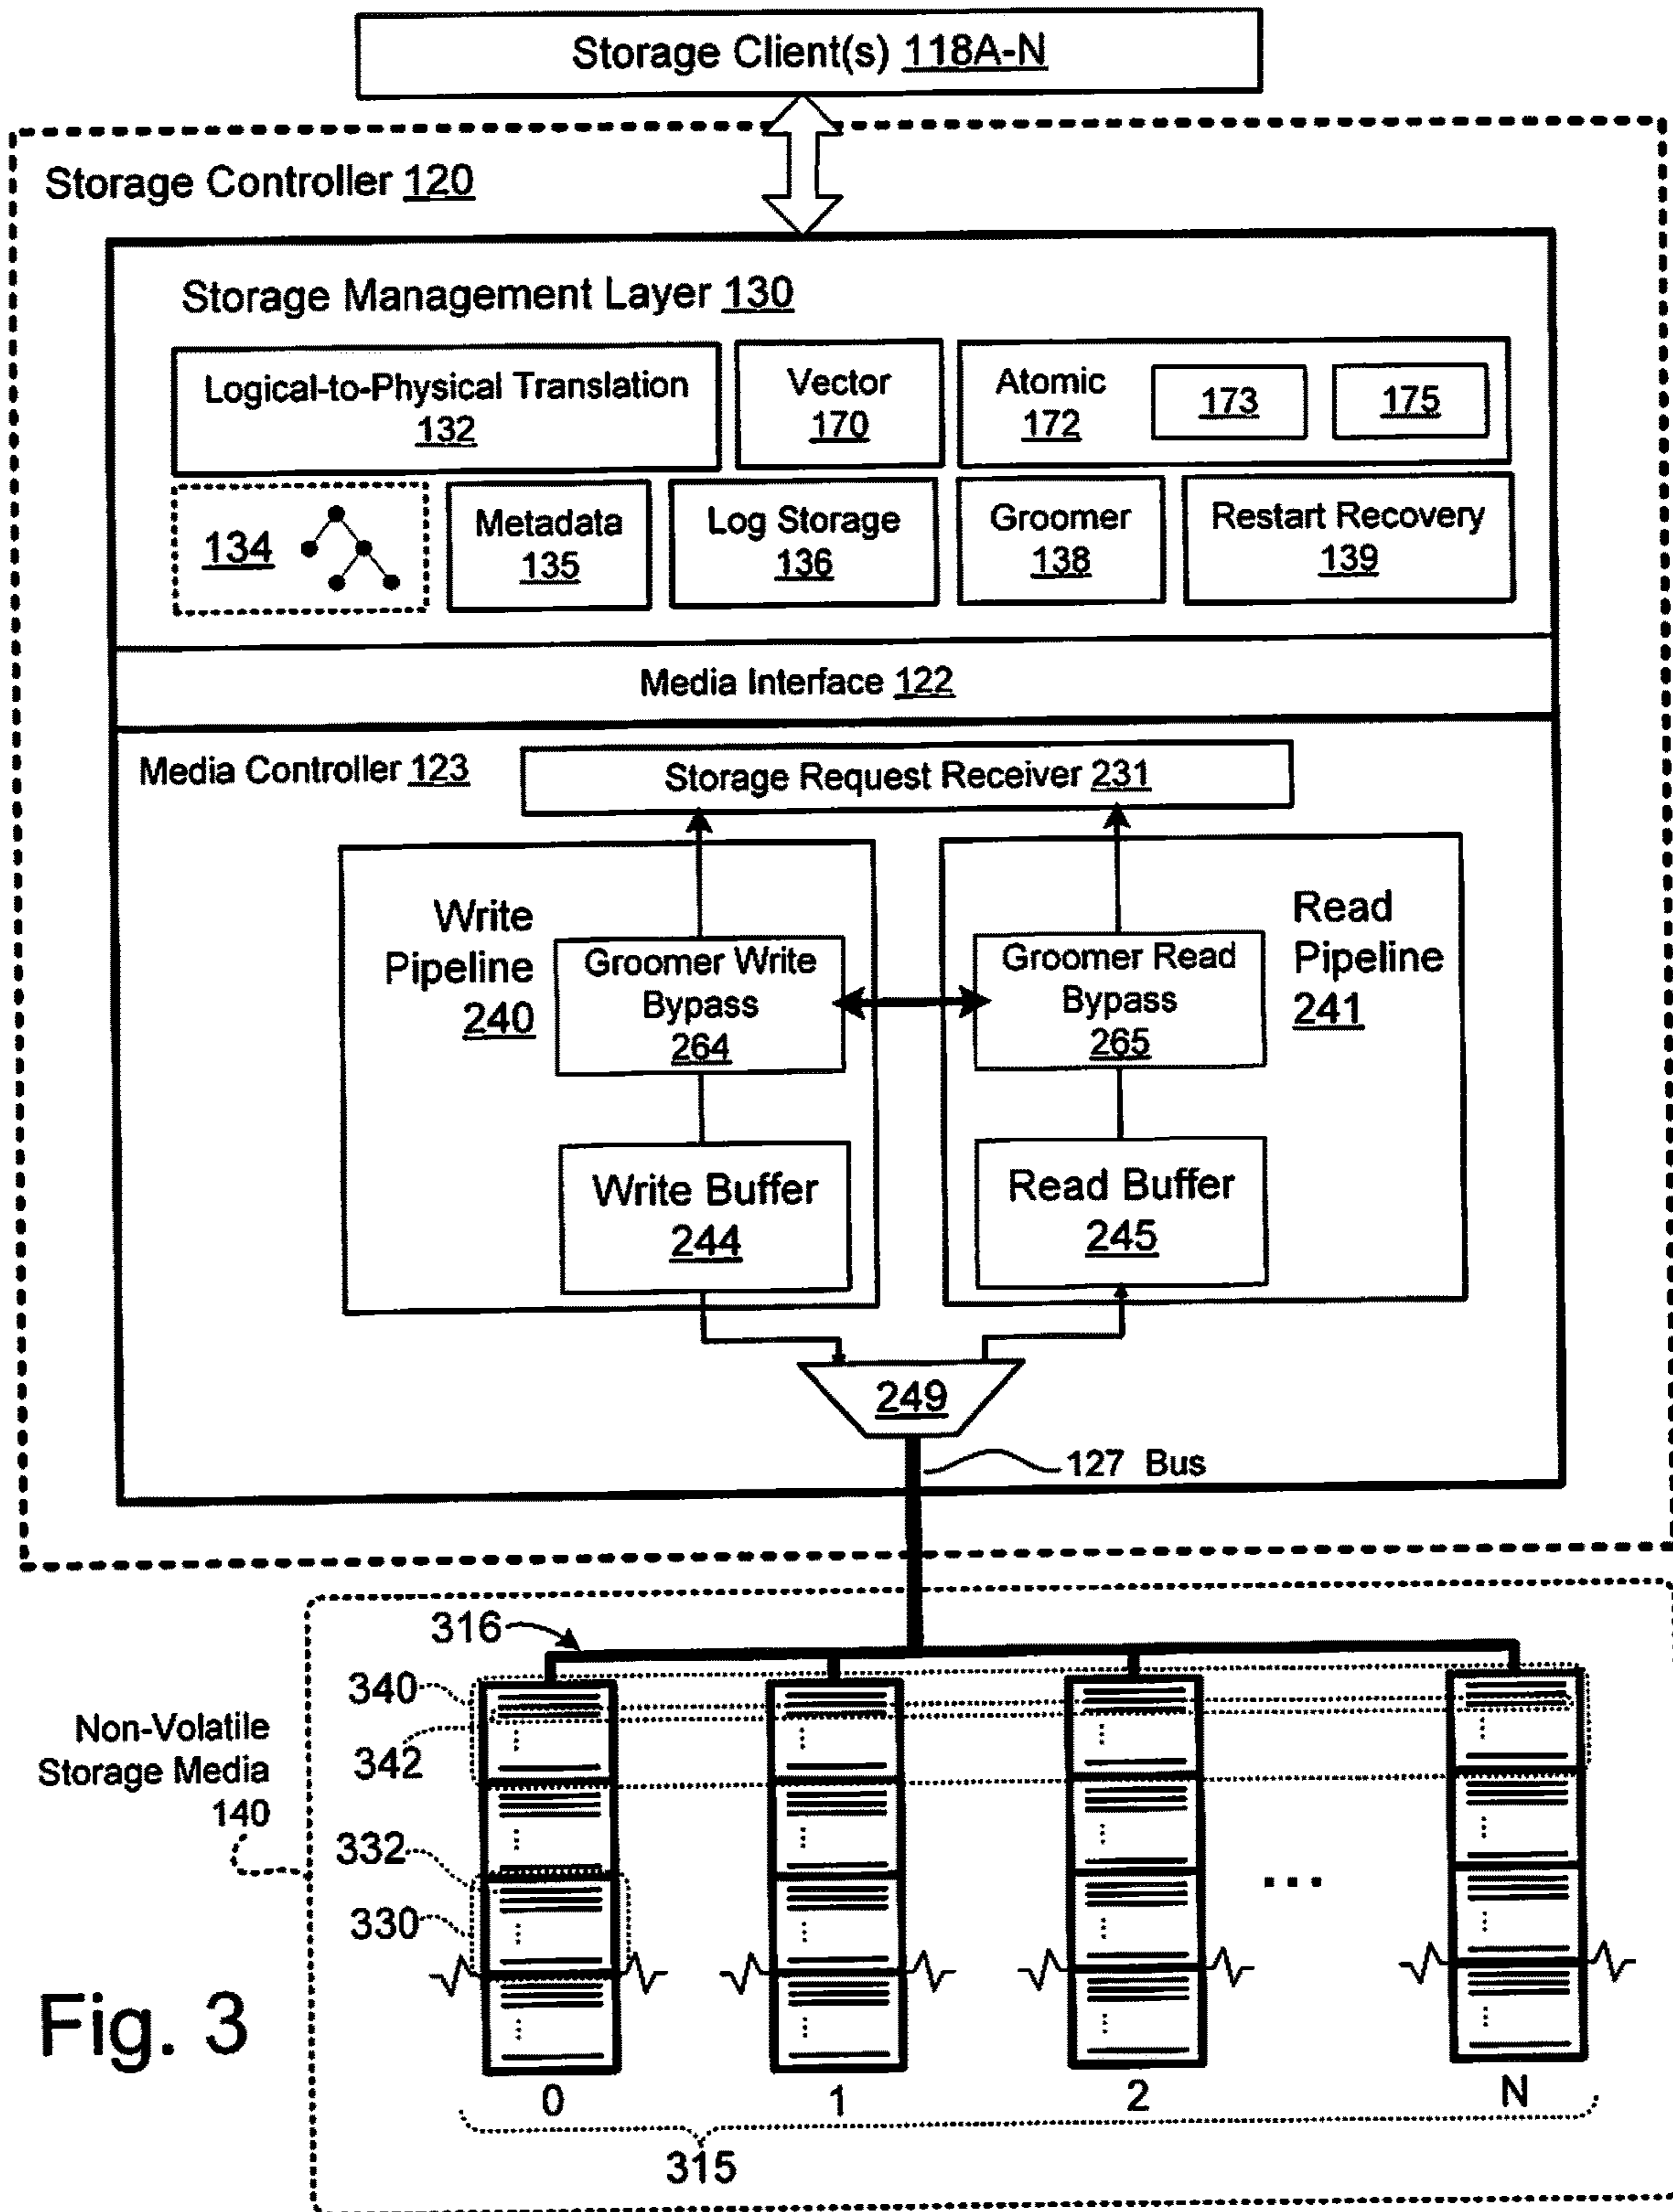 Storage Client(s) 118A-N
Storage Controller 120
Storage Management Layer 130
Logical-to-Physical Translation
132
Vector
170
Atomic
172
173
175
134
Metadata
135
Log Storage
136
Groomer
138
Restart Recovery
139
Media Interface 122
Media Controller 123
Storage Request Receiver 231
Write
Pipeline
240
Groomer Write
Bypass
264
Groomer Read
Bypass
265
Read
Pipeline
241
Write Buffer
244
Read Buffer
245
249
127 Bus
316
340
342
Non-Volatile
Storage Media
140
332
330
...
Fig. 3
0
1
2
N
315